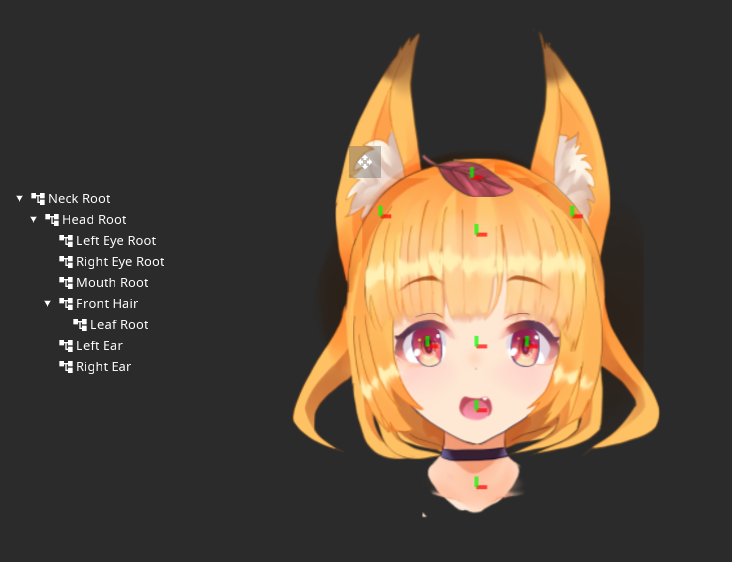 Neck Root
Head Root
Left Eye Root
Right Eye Root
Mouth Root
Front Hair
Leaf Root
Left Ear
Right Ear